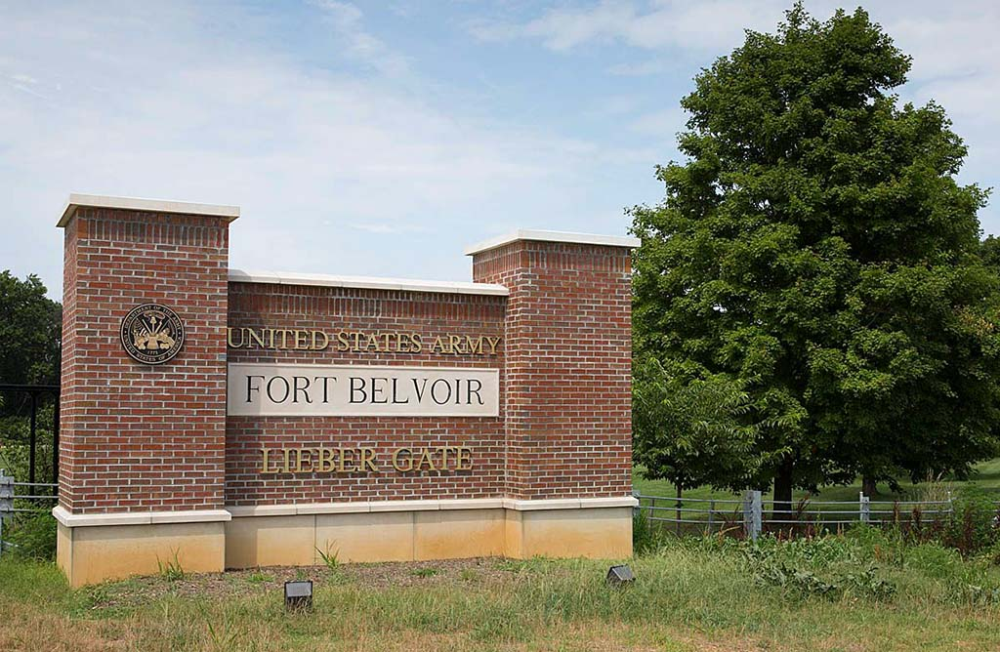 UNITED STATES ARMY
FORT BELVOIR
LIEBER GATE